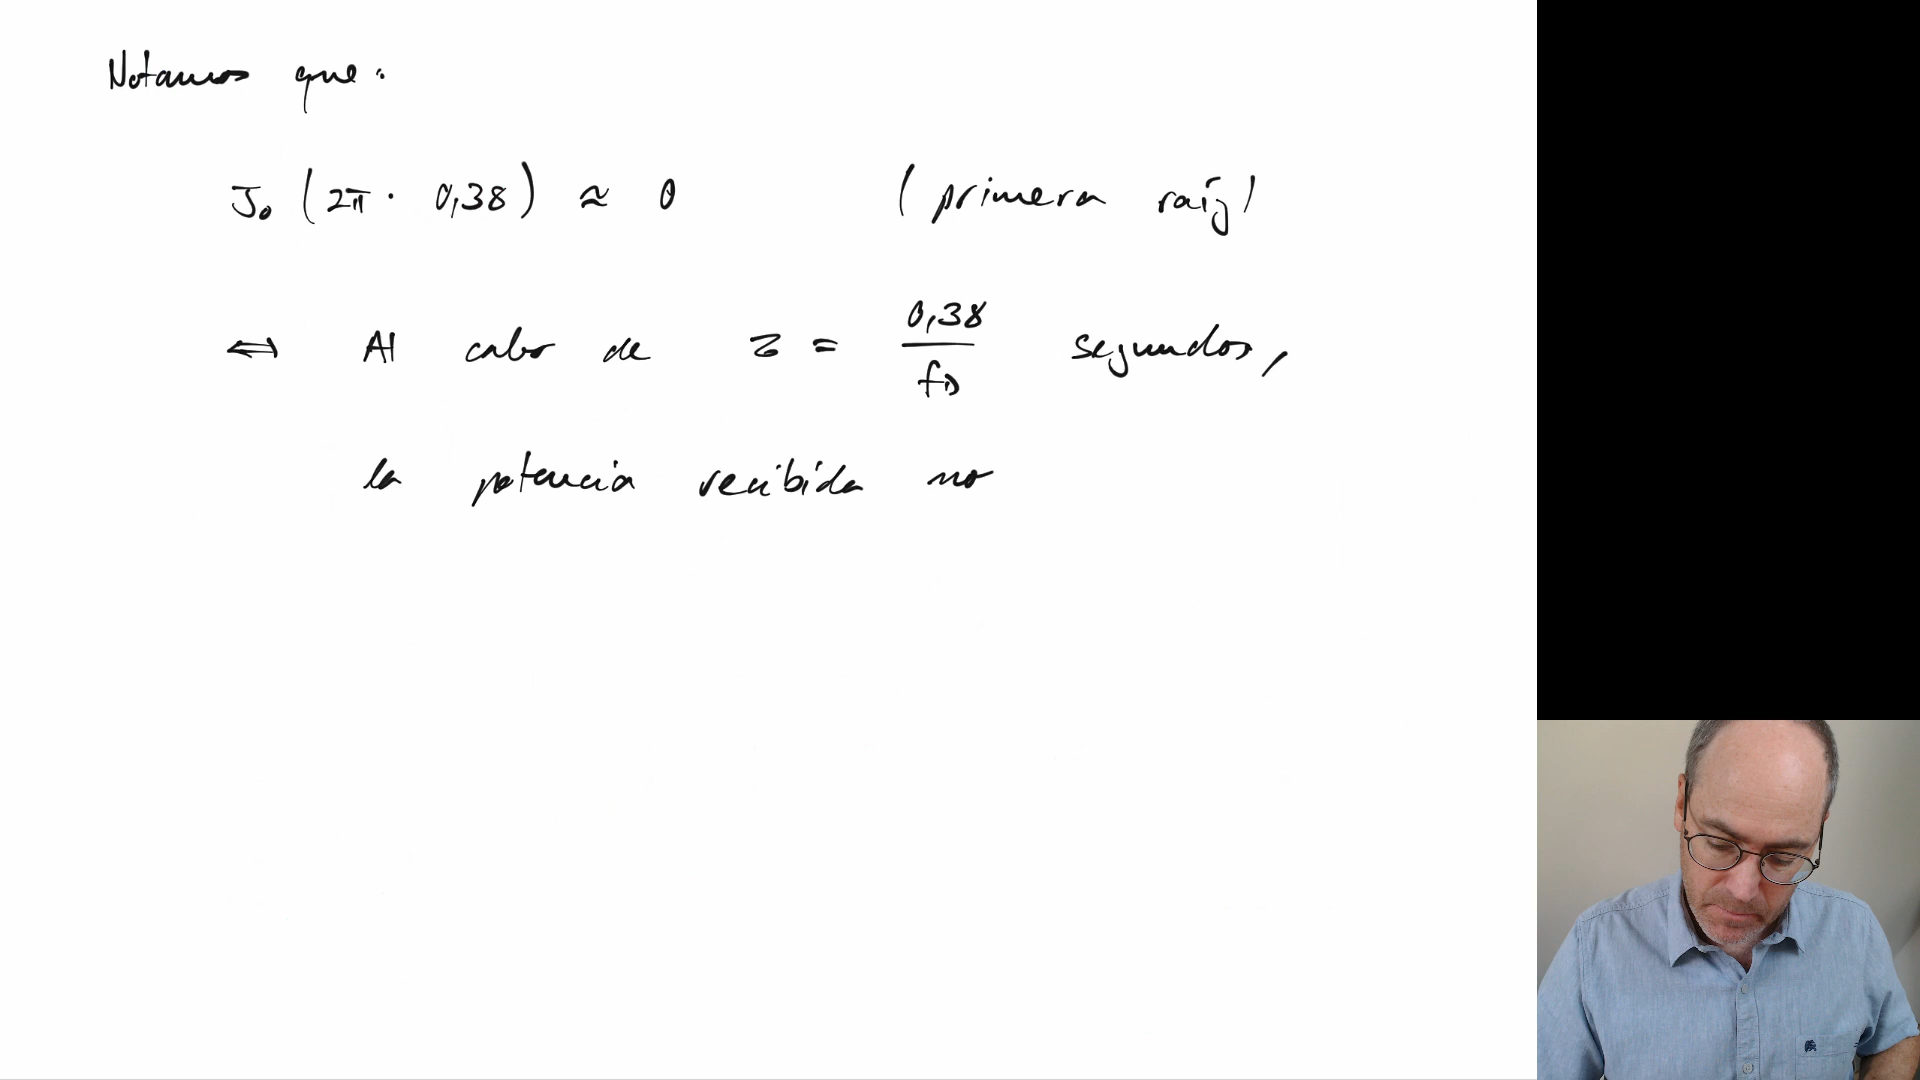 Notamos que:
J₀ (2π · 0,38) ≈ 0 (primera raíz)
⇔ Al cabo de τ = 0,38 / f_D segundos,
la potencia recibida no